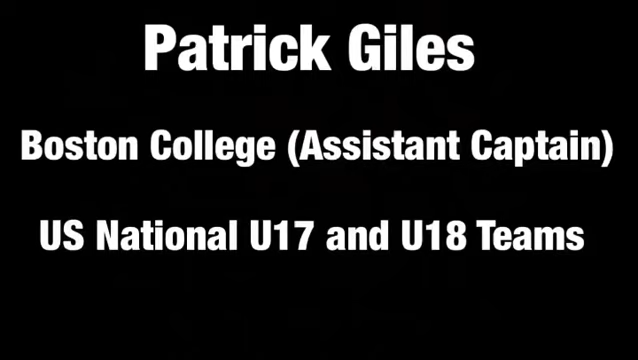 Patrick Giles
Boston College (Assistant Captain)
US National U17 and U18 Teams